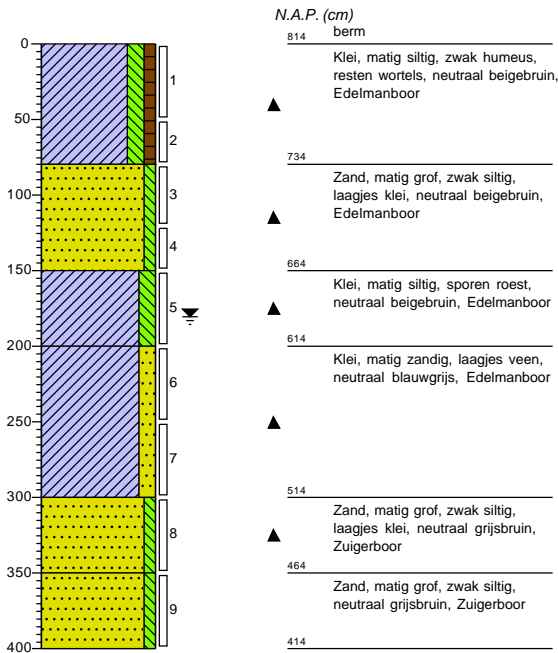 N.A.P. (cm)
814
berm
0
Klei, matig siltig, zwak humeus,
resten wortels, neutraal beigebruin,
Edelmanboor
1
50
2
734
Zand, matig grof, zwak siltig,
laagjes klei, neutraal beigebruin,
Edelmanboor
3
100
4
150
664
Klei, matig siltig, sporen roest,
neutraal beigebruin, Edelmanboor
5
200
614
Klei, matig zandig, laagjes veen,
neutraal blauwgrijs, Edelmanboor
6
250
7
300
514
Zand, matig grof, zwak siltig,
laagjes klei, neutraal grijsbruin,
Zuigerboor
8
350
464
Zand, matig grof, zwak siltig,
neutraal grijsbruin, Zuigerboor
9
400
414